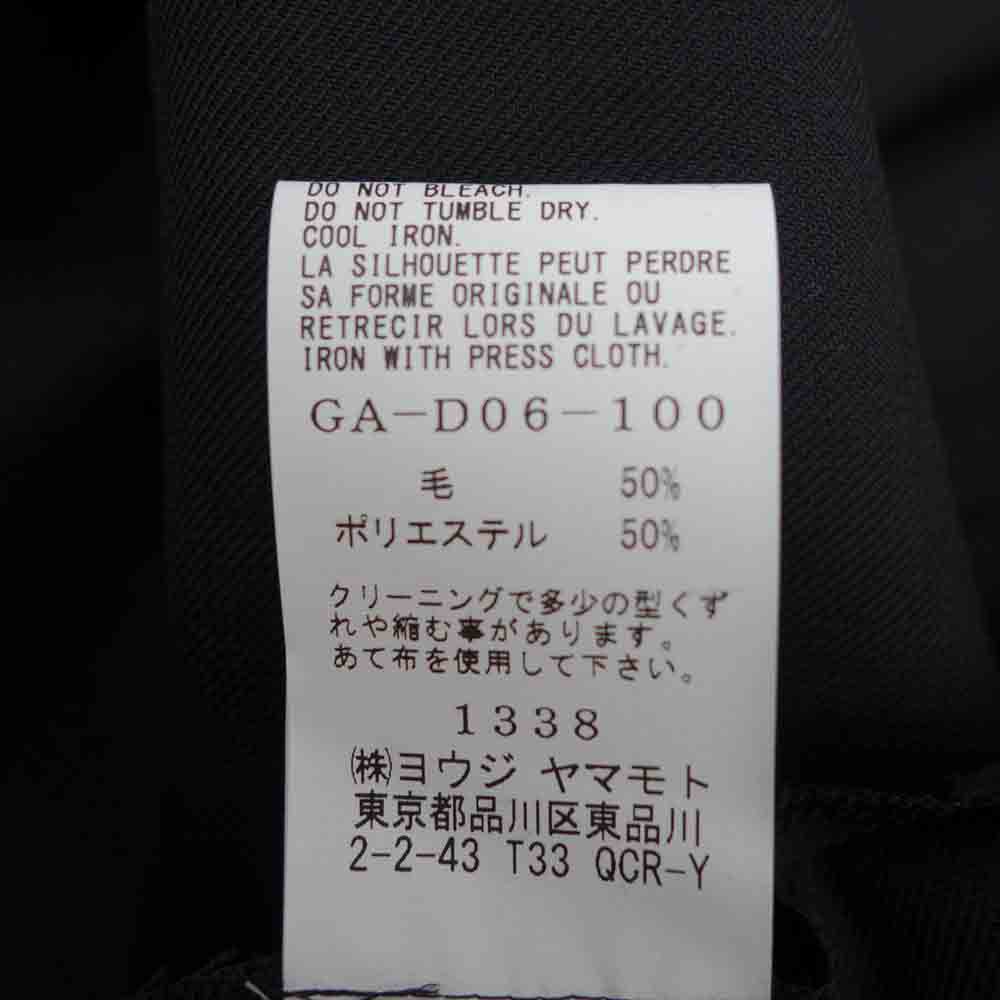 DO NOT BLEACH.
DO NOT TUMBLE DRY.
COOL IRON.
LA SILHOUETTE PEUT PERDRE
SA FORME ORIGINALE OU
RETRECIR LORS DU LAVAGE.
IRON WITH PRESS CLOTH.
GA-D06-100
毛 50%
ポリエステル 50%
クリーニングで多少の型くず
れや縮む事があります。
あて布を使用して下さい。
1338
㈱ヨウジ ヤマモト
東京都品川区東品川
2-2-43 T33 QCR-Y